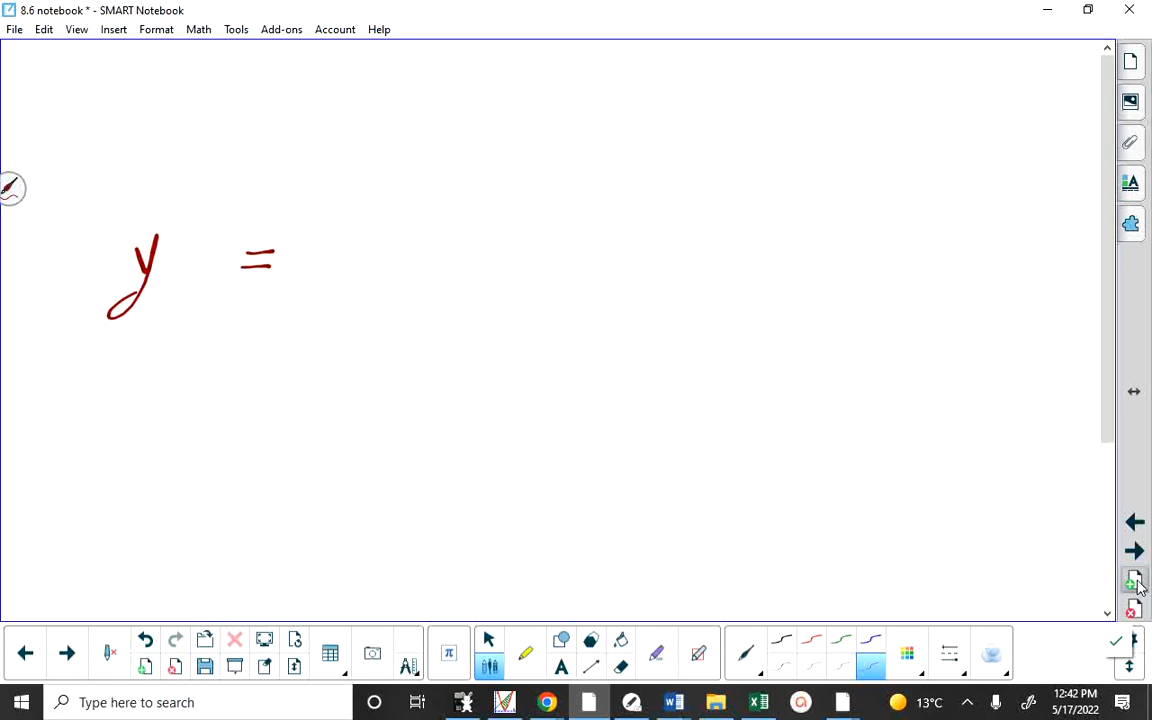 8.6 notebook * - SMART Notebook
File Edit View Insert Format Math Tools Add-ons Account Help
y =
π
A
Type here to search
13°C
12:42 PM
5/17/2022